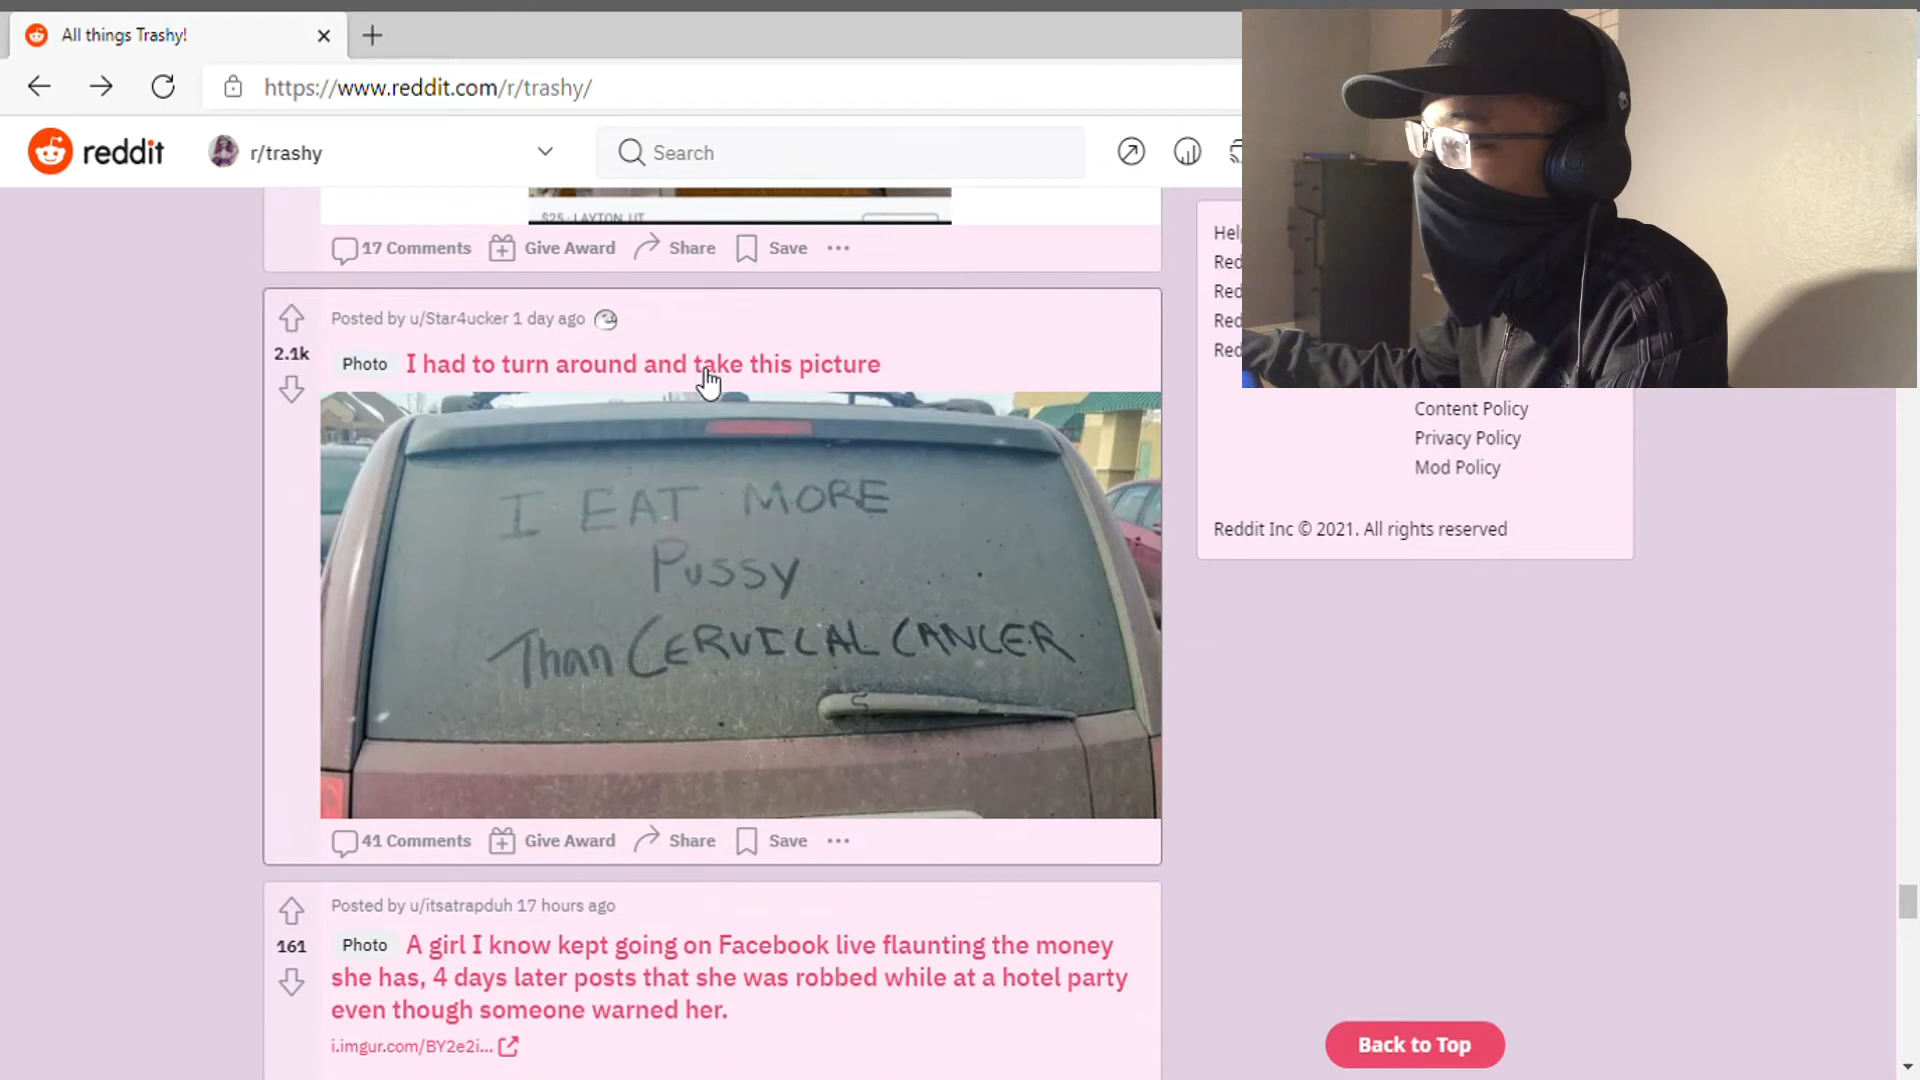 All things Trashy!
https://www.reddit.com/r/trashy/
reddit
r/trashy
Search
$25 · LAYTON, UT
17 Comments
Give Award
Share
Save
Posted by u/Star4ucker 1 day ago
2.1k
Photo
I had to turn around and take this picture
I EAT MORE
Pussy
Than CERVICAL CANCER
41 Comments
Give Award
Share
Save
Posted by u/itsatrapduh 17 hours ago
161
Photo
A girl I know kept going on Facebook live flaunting the money
she has, 4 days later posts that she was robbed while at a hotel party
even though someone warned her.
i.imgur.com/BY2e2i...
Content Policy
Privacy Policy
Mod Policy
Reddit Inc © 2021. All rights reserved
Back to Top